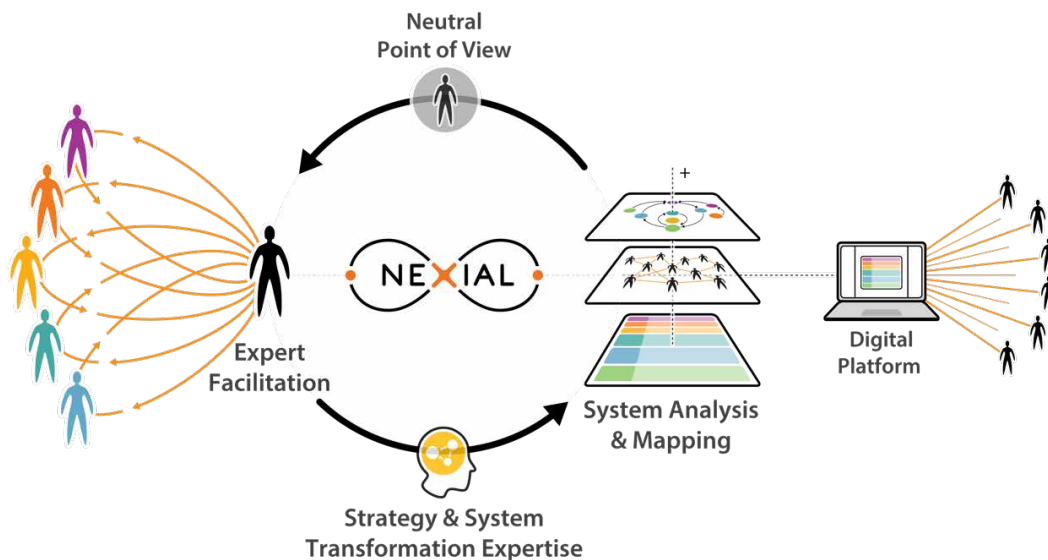 Neutral
Point of View
NEXIAL
Expert
Facilitation
+
System Analysis
& Mapping
Digital
Platform
Strategy & System
Transformation Expertise